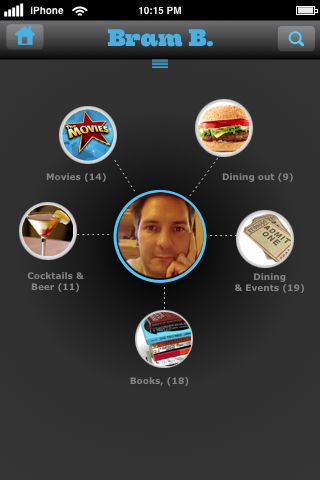 iPhone
10:15 PM
Bram B.
MOVIES
Movies (14)
Dining out (9)
Cocktails &
Beer (11)
ADMIT
ONE
Dining
& Events (19)
Books, (18)